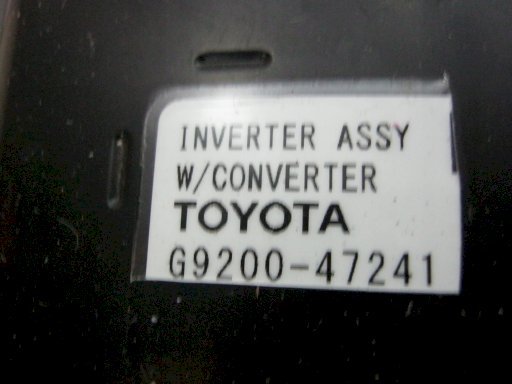 INVERTER ASSY
W/CONVERTER
TOYOTA
G9200-47241